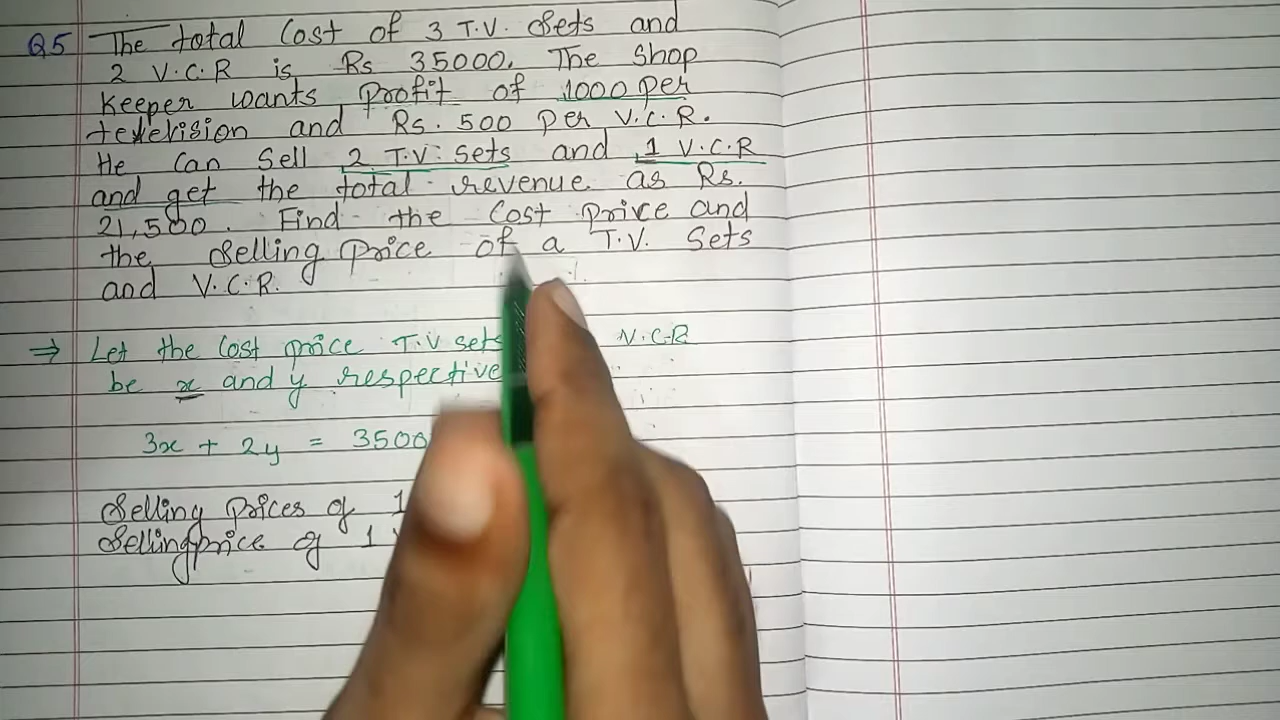 Q5 The total Cost of 3 T.V. Sets and
2 V.C.R is Rs 35000. The Shop
Keeper wants Profit of 1000 per
television and Rs. 500 Per V.C.R.
He Can Sell 2 T.V. Sets and 1 V.C.R
and get the total revenue as Rs.
21,500. Find the Cost price and
the Selling Price of a T.V. Sets
and V.C.R.
⇒ Let the Cost price T.V sets V.C.R
be x and y respective
3x + 2y = 3500
Selling Prices of 1
Selling price of 1